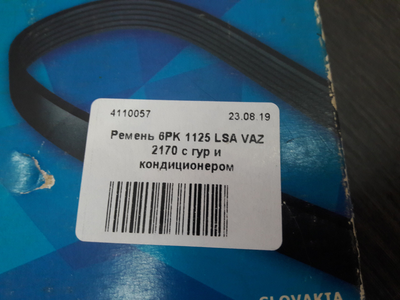 4110057 23.08.19
Ремень 6PK 1125 LSA VAZ
2170 с гур и
кондиционером
SLOVAKIA